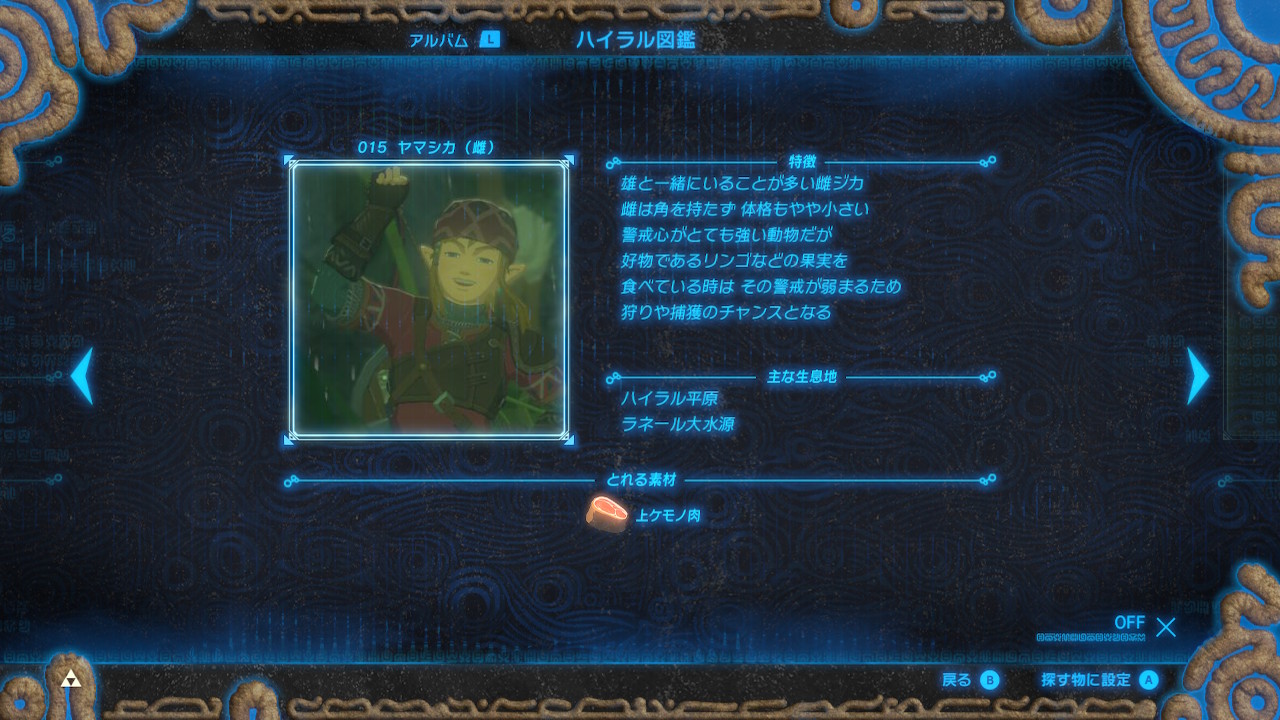 アルバム L
ハイラル図鑑
015 ヤマシカ（雌）
特徴
雄と一緒にいることが多い雌ジカ
雌は角を持たず 体格もやや小さい
警戒心がとても強い動物だが
好物であるリンゴなどの果実を
食べている時は その警戒が弱まるため
狩りや捕獲のチャンスとなる
主な生息地
ハイラル平原
ラネール大水源
とれる素材
上ケモノ肉
OFF
戻る B
探す物に設定 A